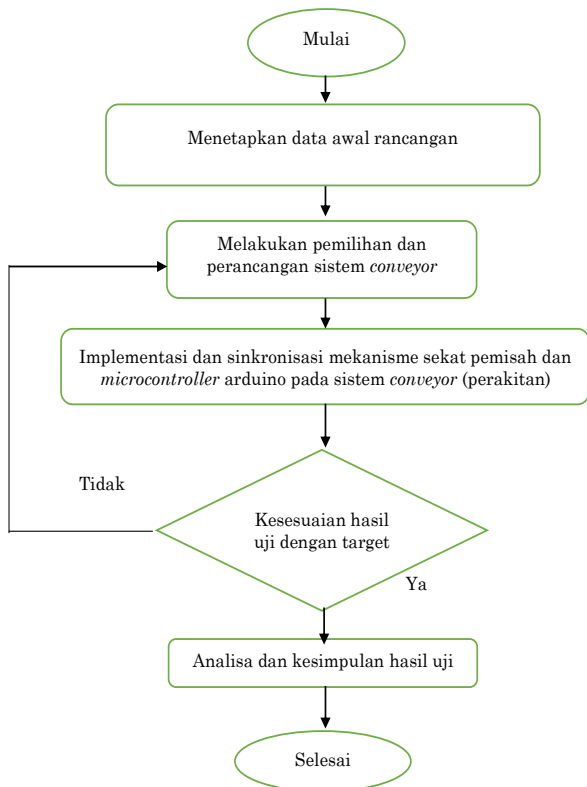 Mulai
Menetapkan data awal rancangan
Melakukan pemilihan dan
perancangan sistem conveyor
Implementasi dan sinkronisasi mekanisme sekat pemisah dan
microcontroller arduino pada sistem conveyor (perakitan)
Tidak
Kesesuaian hasil
uji dengan target
Ya
Analisa dan kesimpulan hasil uji
Selesai